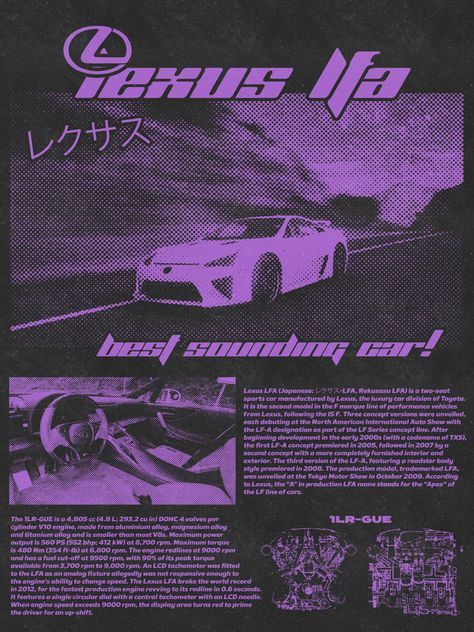 lexus lfa
レクサス
best sounding car!
Lexus LFA (Japanese: レクサス-LFA, Rekusasu LFA) is a two-seat
sports car manufactured by Lexus, the luxury car division of Toyota.
It is the second model in the F marque line of performance vehicles
from Lexus, following the IS F. Three concept versions were unveiled,
each debuting at the North American International Auto Show with
the LF-A designation as part of the LF Series concept line. After
beginning development in the early 2000s (with a codename of TXS),
the first LF-A concept premiered in 2005, followed in 2007 by a
second concept with a more completely furnished interior and
exterior. The third version of the LF-A, featuring a roadster body
style premiered in 2008. The production model, trademarked LFA,
was unveiled at the Tokyo Motor Show in October 2009. According
to Lexus, the "A" in production LFA name stands for the "Apex" of
the LF line of cars.
The 1LR-GUE is a 4,805 cc (4.8 L; 293.2 cu in) DOHC 4 valves per
cylinder V10 engine, made from aluminium alloy, magnesium alloy
and titanium alloy and is smaller than most V8s. Maximum power
output is 560 PS (552 bhp; 412 kW) at 8,700 rpm. Maximum torque
is 480 Nm (354 ft-lb) at 6,800 rpm. The engine redlines at 9000 rpm
and has a fuel cut-off at 9500 rpm, with 90% of its peak torque
available from 3,700 rpm to 9,000 rpm. An LCD tachometer was fitted
to the LFA as an analog fixture allegedly was not responsive enough to
the engine's ability to change speed. The Lexus LFA broke the world record
in 2012, for the fastest production engine revving to its redline in 0.6 seconds.
It features a single circular dial with a central tachometer with an LCD needle.
When engine speed exceeds 9000 rpm, the display area turns red to prime
the driver for an up-shift.
1LR-GUE